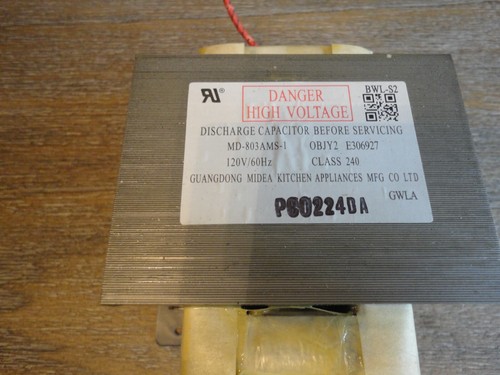 DANGER
HIGH VOLTAGE
BWL-S2
DISCHARGE CAPACITOR BEFORE SERVICING
MD-803AMS-1 OBJY2 E306927
120V/60Hz CLASS 240
GUANGDONG MIDEA KITCHEN APPLIANCES MFG CO LTD
GWLA
P60224DA